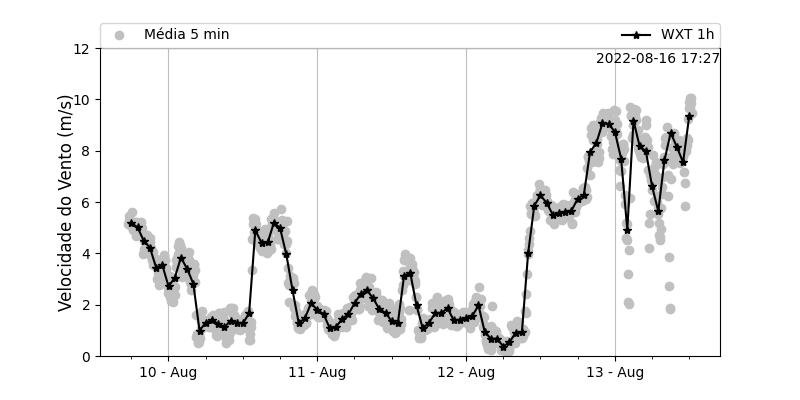 Média 5 min
WXT 1h
2022-08-16 17:27
Velocidade do Vento (m/s)
12
10
8
6
4
2
0
10 - Aug
11 - Aug
12 - Aug
13 - Aug